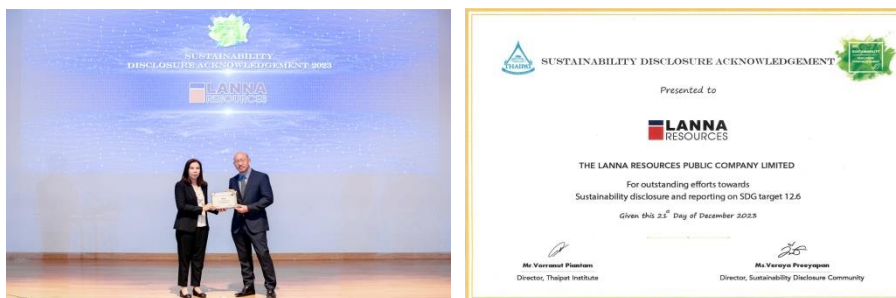 SUSTAINABILITY
DISCLOSURE ACKNOWLEDGEMENT 2023
LANNA
RESOURCES
THAIPAT
SUSTAINABILITY DISCLOSURE ACKNOWLEDGEMENT
Presented to
LANNA
RESOURCES
THE LANNA RESOURCES PUBLIC COMPANY LIMITED
For outstanding efforts towards
Sustainability disclosure and reporting on SDG target 12.6
Given this 21st Day of December 2023
Mr Vorranut Piantam
Director, Thaipat Institute
Ms.Veraya Preeyapan
Director, Sustainability Disclosure Community